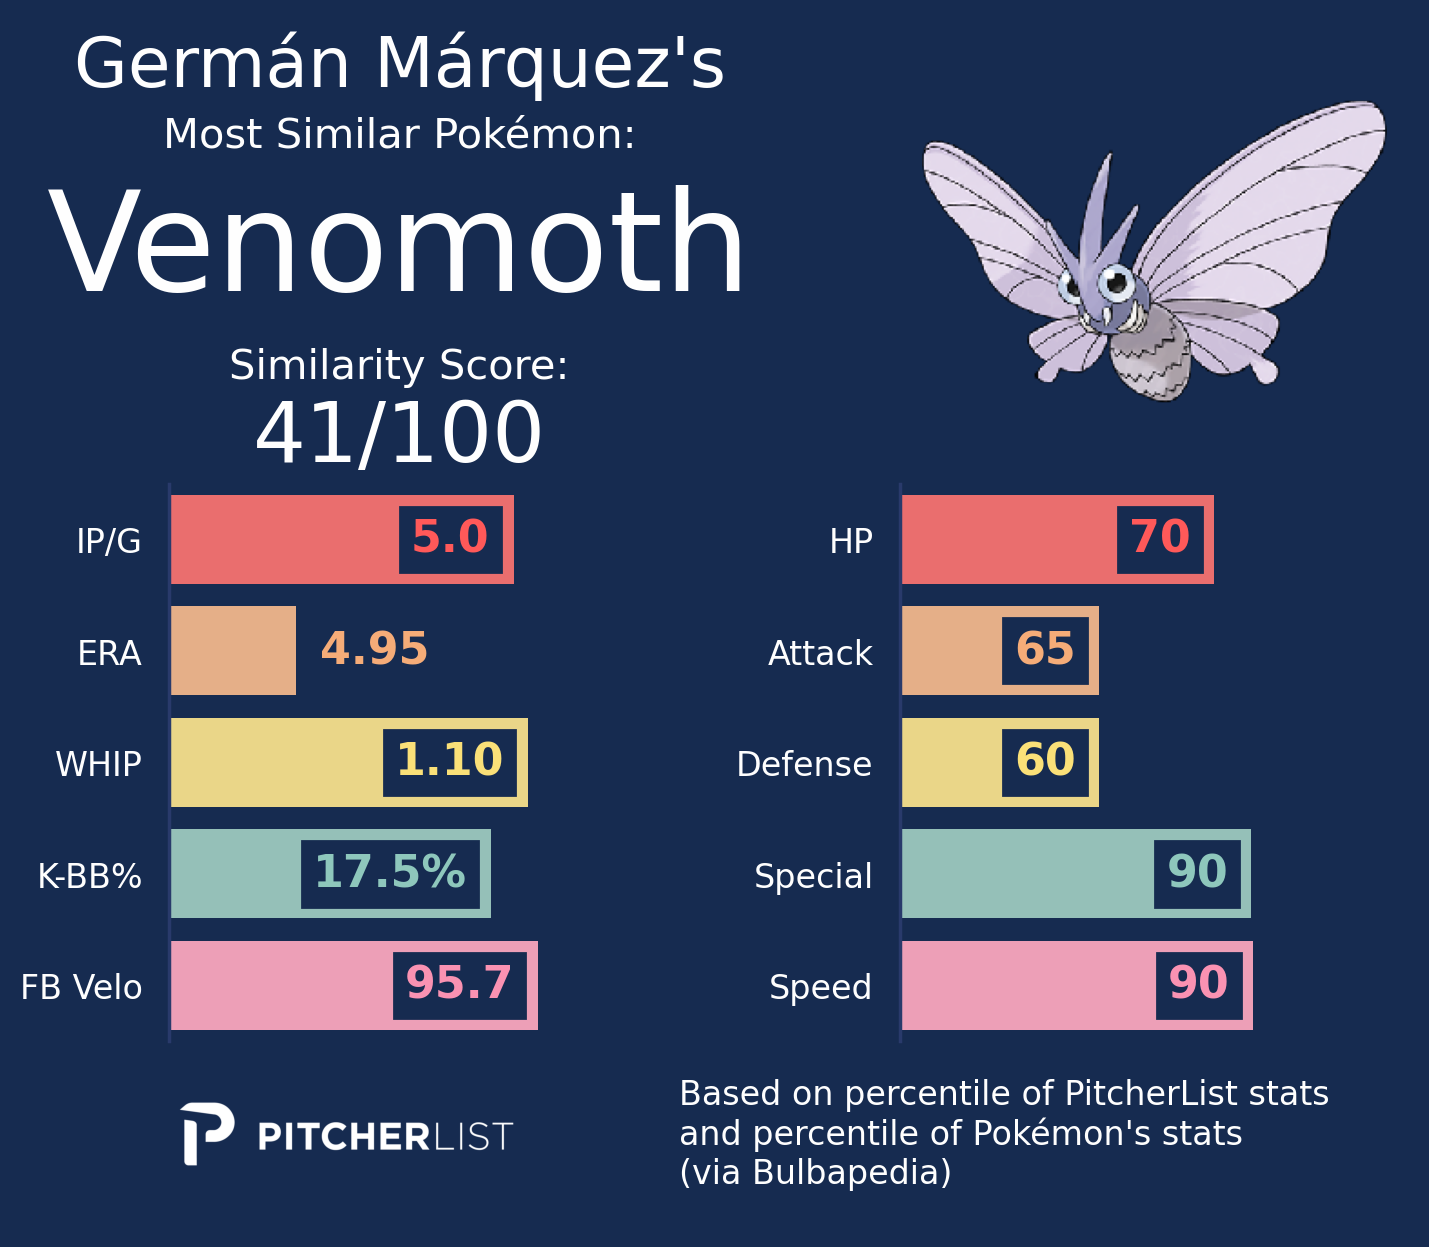 Germán Márquez's
Most Similar Pokémon:
Venomoth
Similarity Score:
41/100
IP/G 5.0
ERA 4.95
WHIP 1.10
K-BB% 17.5%
FB Velo 95.7
HP 70
Attack 65
Defense 60
Special 90
Speed 90
PITCHERLIST
Based on percentile of PitcherList stats
and percentile of Pokémon's stats
(via Bulbapedia)